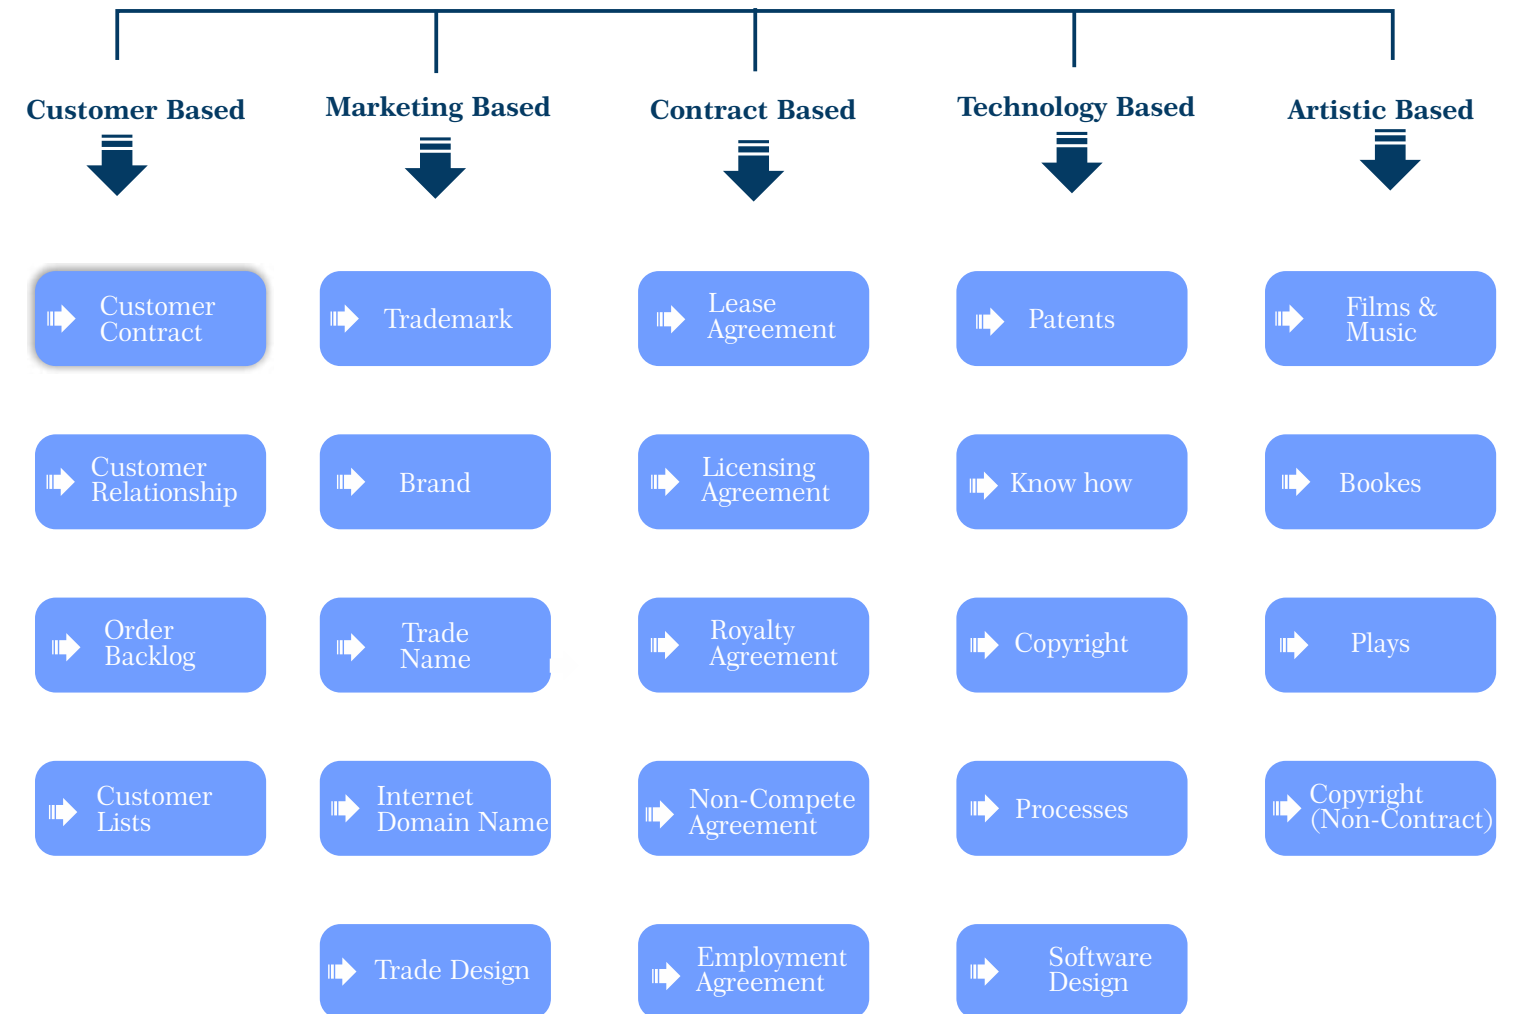 Customer Based
Marketing Based
Contract Based
Technology Based
Artistic Based
Customer
Contract
Trademark
Lease
Agreement
Patents
Films &
Music
Customer
Relationship
Brand
Licensing
Agreement
Know how
Bookes
Order
Backlog
Trade
Name
Royalty
Agreement
Copyright
Plays
Customer
Lists
Internet
Domain Name
Non-Compete
Agreement
Processes
Copyright
(Non-Contract)
Trade Design
Employment
Agreement
Software
Design